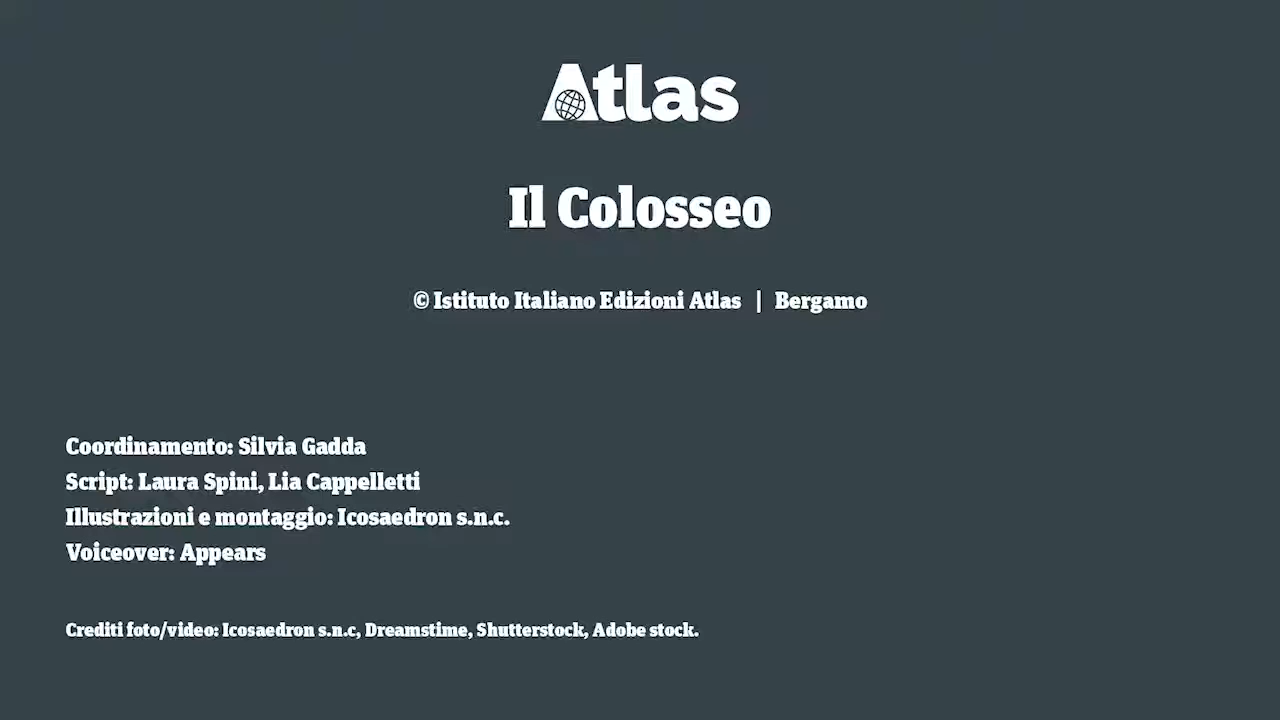 Atlas
Il Colosseo
© Istituto Italiano Edizioni Atlas | Bergamo
Coordinamento: Silvia Gadda
Script: Laura Spini, Lia Cappelletti
Illustrazioni e montaggio: Icosaedron s.n.c.
Voiceover: Appears
Crediti foto/video: Icosaedron s.n.c, Dreamstime, Shutterstock, Adobe stock.